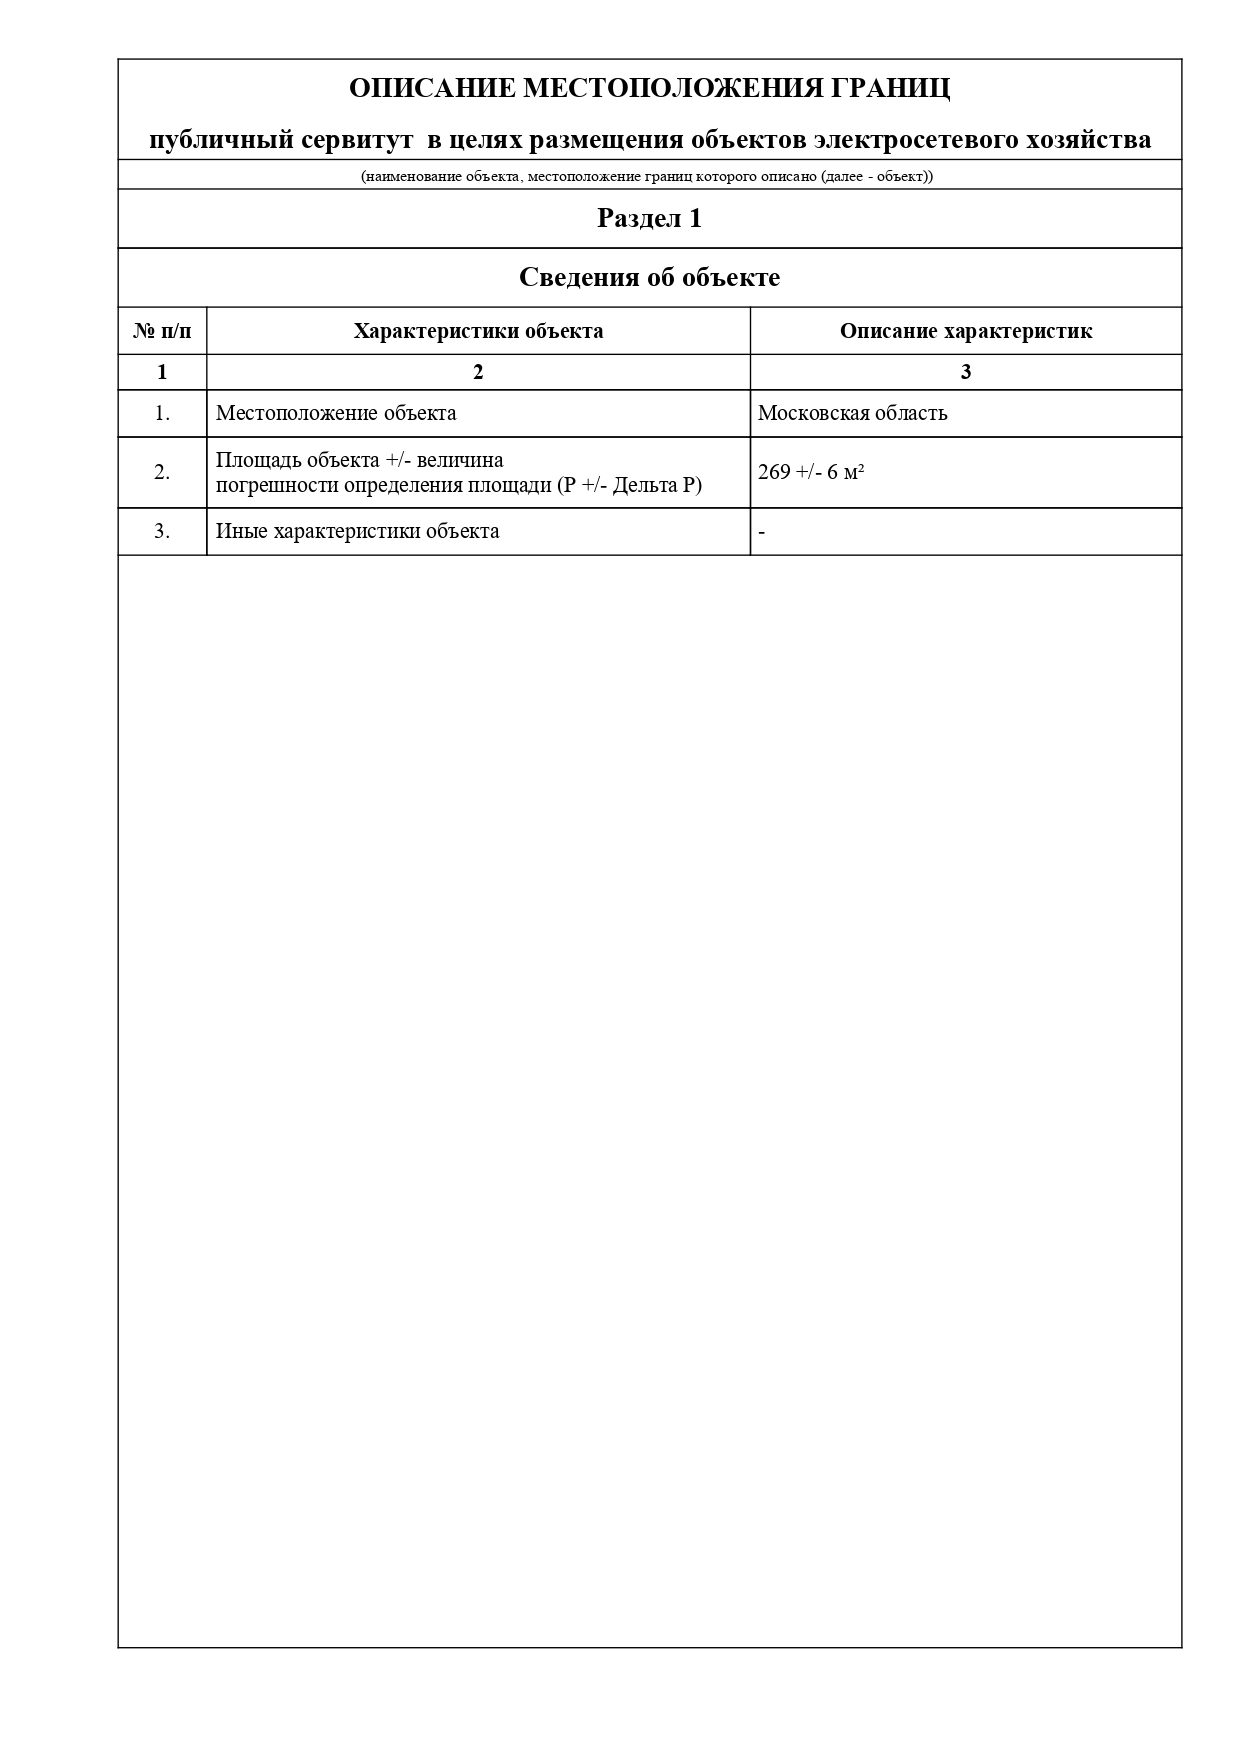 ОПИСАНИЕ МЕСТОПОЛОЖЕНИЯ ГРАНИЦ
публичный сервитут  в целях размещения объектов электросетевого хозяйства
(наименование объекта, местоположение границ которого описано (далее - объект))
Раздел 1
Сведения об объекте
№ п/п Характеристики объекта Описание характеристик
1 2 3
1. Местоположение объекта Московская область
2. Площадь объекта +/- величина
погрешности определения площади (P +/- Дельта P) 269 +/- 6 м²
3. Иные характеристики объекта -